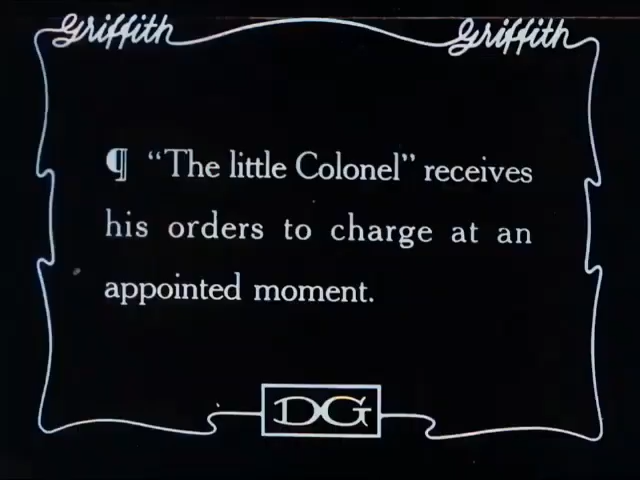 Griffith Griffith
¶ "The little Colonel" receives
his orders to charge at an
appointed moment.
DG